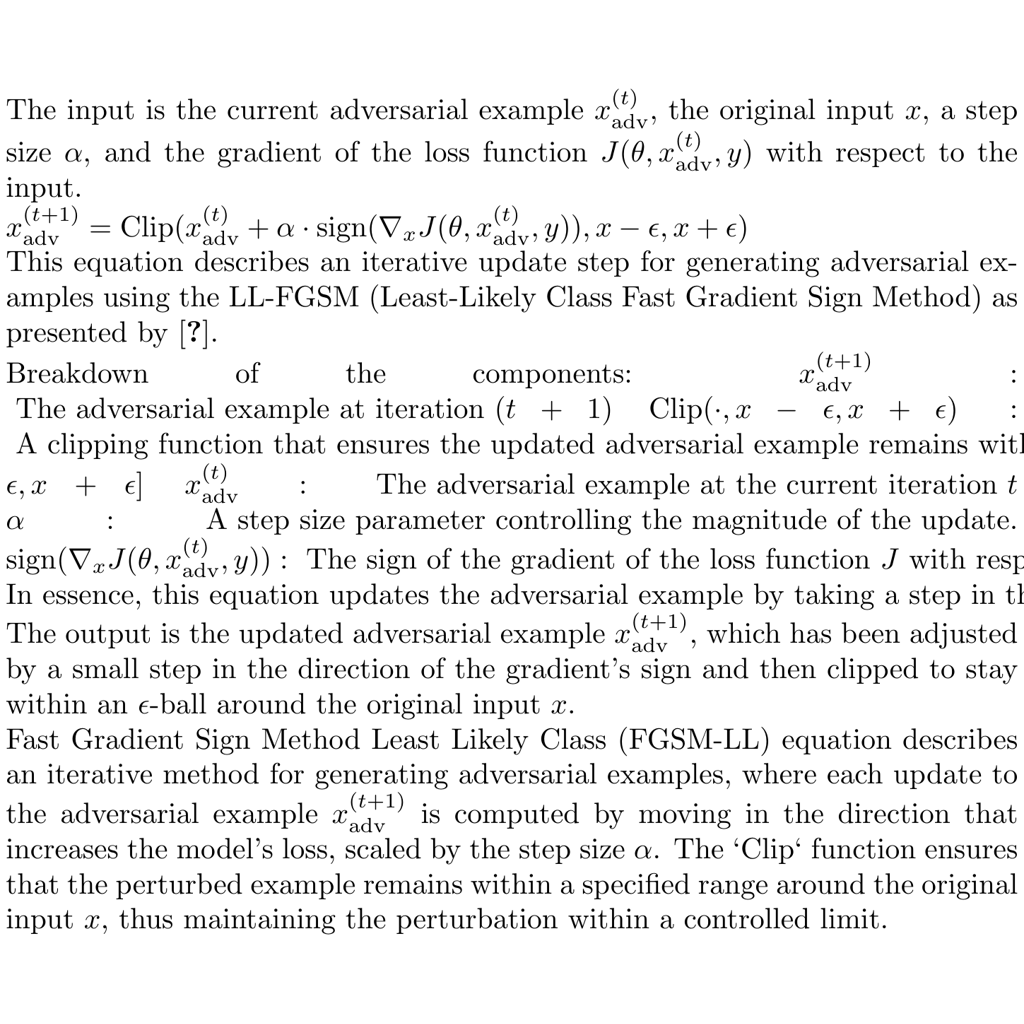 The input is the current adversarial example $x_{\text{adv}}^{(t)}$, the original input $x$, a step
size $\alpha$, and the gradient of the loss function $J(\theta, x_{\text{adv}}^{(t)}, y)$ with respect to the
input.
$x_{\text{adv}}^{(t+1)} = \text{Clip}(x_{\text{adv}}^{(t)} + \alpha \cdot \text{sign}(\nabla_x J(\theta, x_{\text{adv}}^{(t)}, y)), x - \epsilon, x + \epsilon)$
This equation describes an iterative update step for generating adversarial ex-
amples using the LL-FGSM (Least-Likely Class Fast Gradient Sign Method) as
presented by [?].
Breakdown of the components: $x_{\text{adv}}^{(t+1)}$ :
The adversarial example at iteration $(t + 1)$ $\text{Clip}(\cdot, x - \epsilon, x + \epsilon)$ :
A clipping function that ensures the updated adversarial example remains
$\epsilon, x + \epsilon]$ $x_{\text{adv}}^{(t)}$ : The adversarial example at the current iteration $t$
$\alpha$ : A step size parameter controlling the magnitude of the update.
$\text{sign}(\nabla_x J(\theta, x_{\text{adv}}^{(t)}, y))$ : The sign of the gradient of the loss function $J$ with
In essence, this equation updates the adversarial example by taking a step in
The output is the updated adversarial example $x_{\text{adv}}^{(t+1)}$, which has been adjusted
by a small step in the direction of the gradient's sign and then clipped to stay
within an $\epsilon$-ball around the original input $x$.
Fast Gradient Sign Method Least Likely Class (FGSM-LL) equation describes
an iterative method for generating adversarial examples, where each update to
the adversarial example $x_{\text{adv}}^{(t+1)}$ is computed by moving in the direction that
increases the model's loss, scaled by the step size $\alpha$. The ‘Clip‘ function ensures
that the perturbed example remains within a specified range around the original
input $x$, thus maintaining the perturbation within a controlled limit.